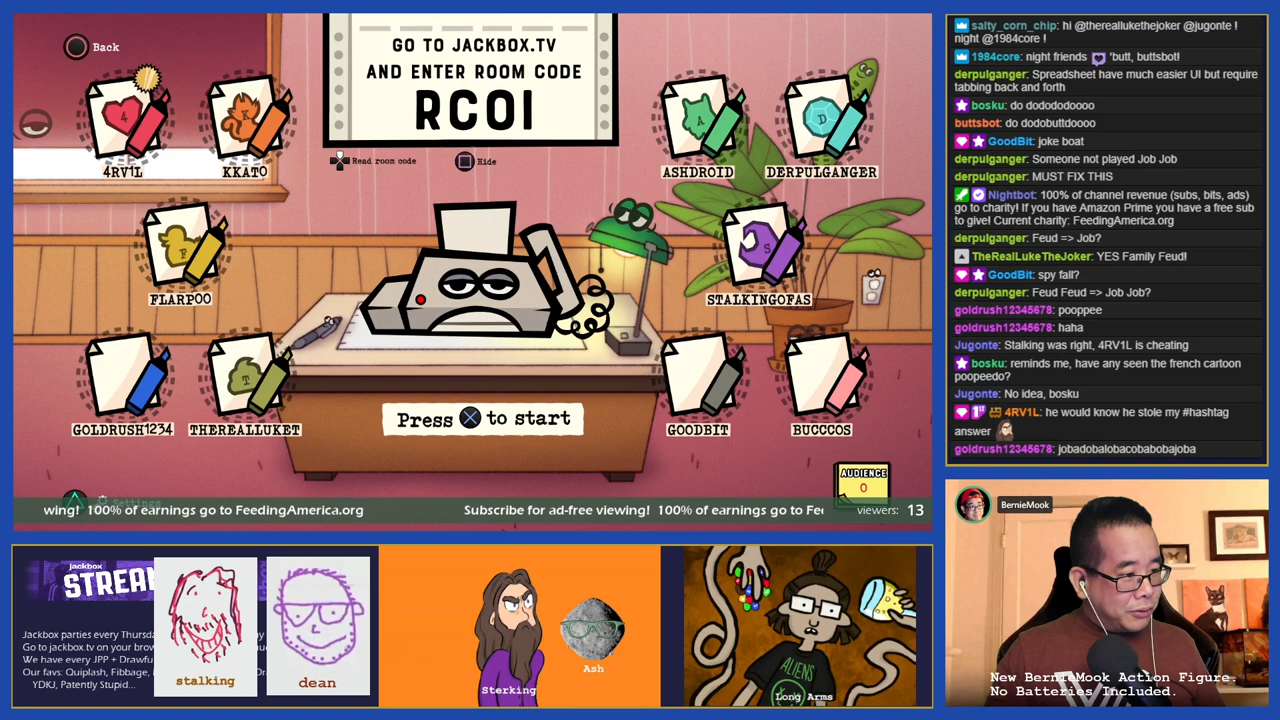 Back
GO TO JACKBOX.TV
AND ENTER ROOM CODE
RCOI
Read room code
Hide
4
4RV1L
K
KKATO
A
ASHDROID
D
DERPULGANGER
F
FLARPOO
S
STALKINGOFAS
GOLDRUSH1234
T
THEREALLUKET
GOODBIT
BUCCCOS
Press X to start
AUDIENCE
0
Settings
wing! 100% of earnings go to FeedingAmerica.org
Subscribe for ad-free viewing! 100% of earnings go to Fee
viewers: 13
salty_corn_chip: hi @therealllukethejoker @jugonte !
night @1984core !
1984core: night friends 'butt, buttsbot!
derpulganger: Spreadsheet have much easier UI but require
tabbing back and forth
bosku: do dodododoooo
buttsbot: do dodobuttdoooo
GoodBit: joke boat
derpulganger: Someone not played Job Job
derpulganger: MUST FIX THIS
Nightbot: 100% of channel revenue (subs, bits, ads)
go to charity! If you have Amazon Prime you have a free sub
to give! Current charity: FeedingAmerica.org
derpulganger: Feud => Job?
TheRealLukeTheJoker: YES Family Feud!
GoodBit: spy fall?
derpulganger: Feud Feud => Job Job?
goldrush12345678: pooppee
goldrush12345678: haha
Jugonte: Stalking was right, 4RV1L is cheating
bosku: reminds me, have any seen the french cartoon
poopeedo?
Jugonte: No idea, bosku
4RV1L: he would know he stole my #hashtag
answer
goldrush12345678: jobadobalobacobabobajoba
jackbox
STREA
Jackbox parties every Thursda
Go to jackbox.tv on your brow
We have every JPP + Drawfu
Our favs: Quiplash, Fibbage,
YDKJ, Patently Stupid...
stalking
dean
Sterking
Ash
ALIENS
Long Arms
BernieMook
New BernieMook Action Figure.
No Batteries Included.